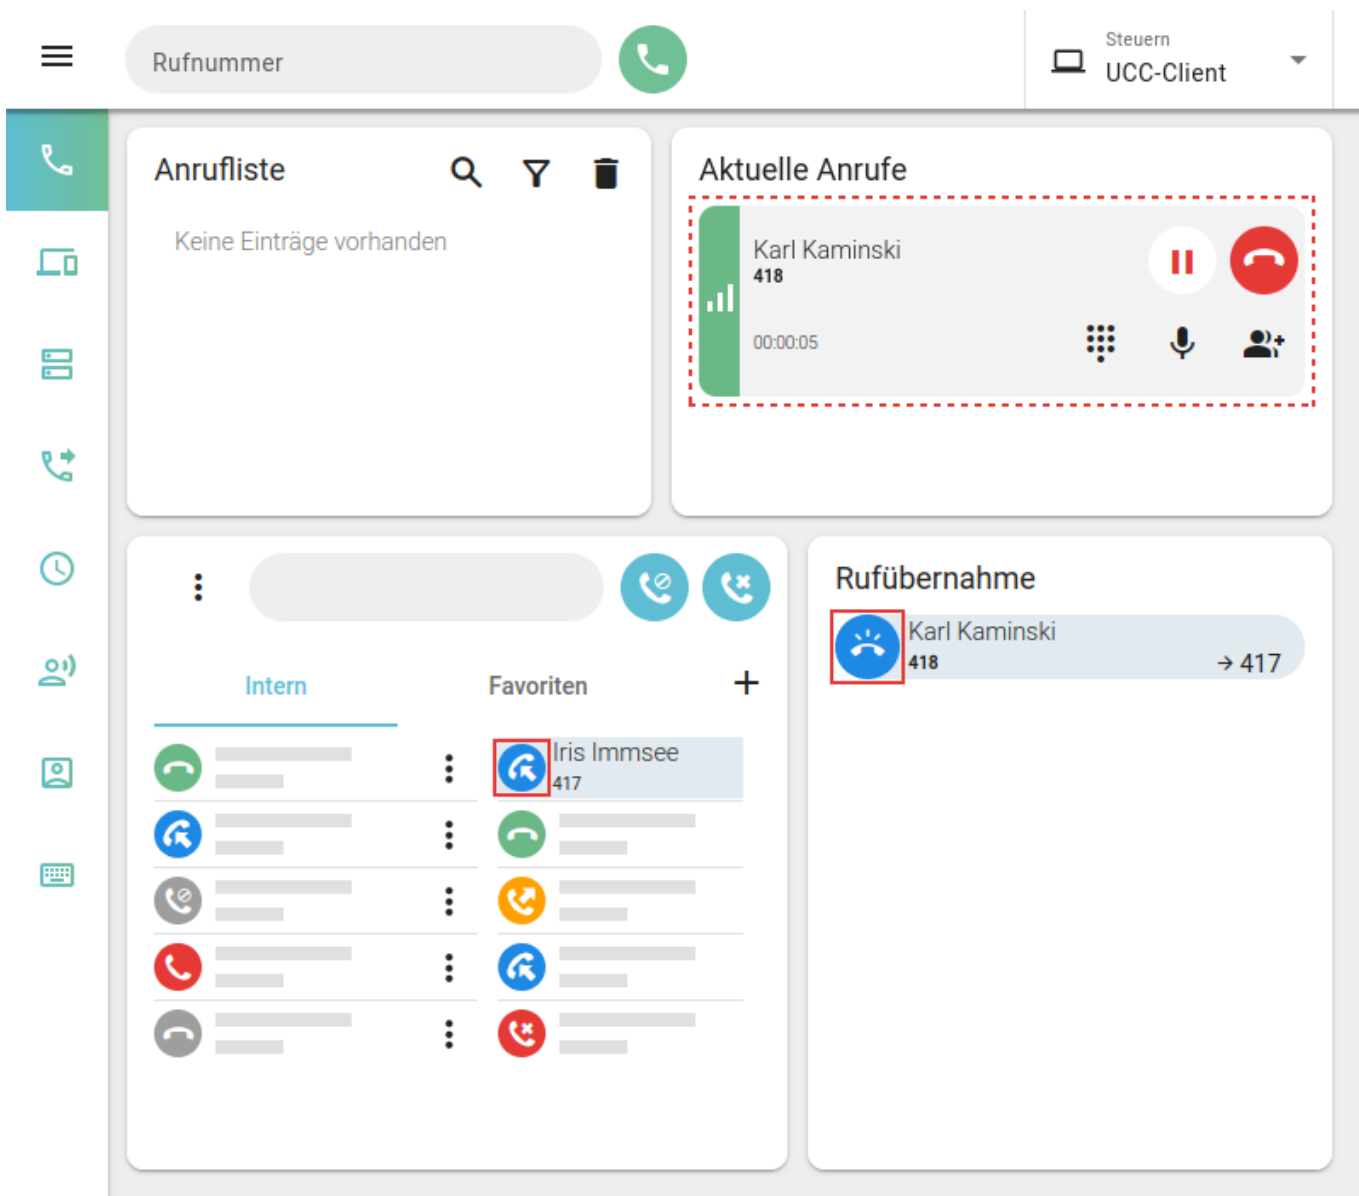 Rufnummer
Steuern
UCC-Client
Anrufliste
Keine Einträge vorhanden
Aktuelle Anrufe
Karl Kaminski
418
00:00:05
Intern
Favoriten
Iris Immsee
417
Rufübernahme
Karl Kaminski
418
→ 417